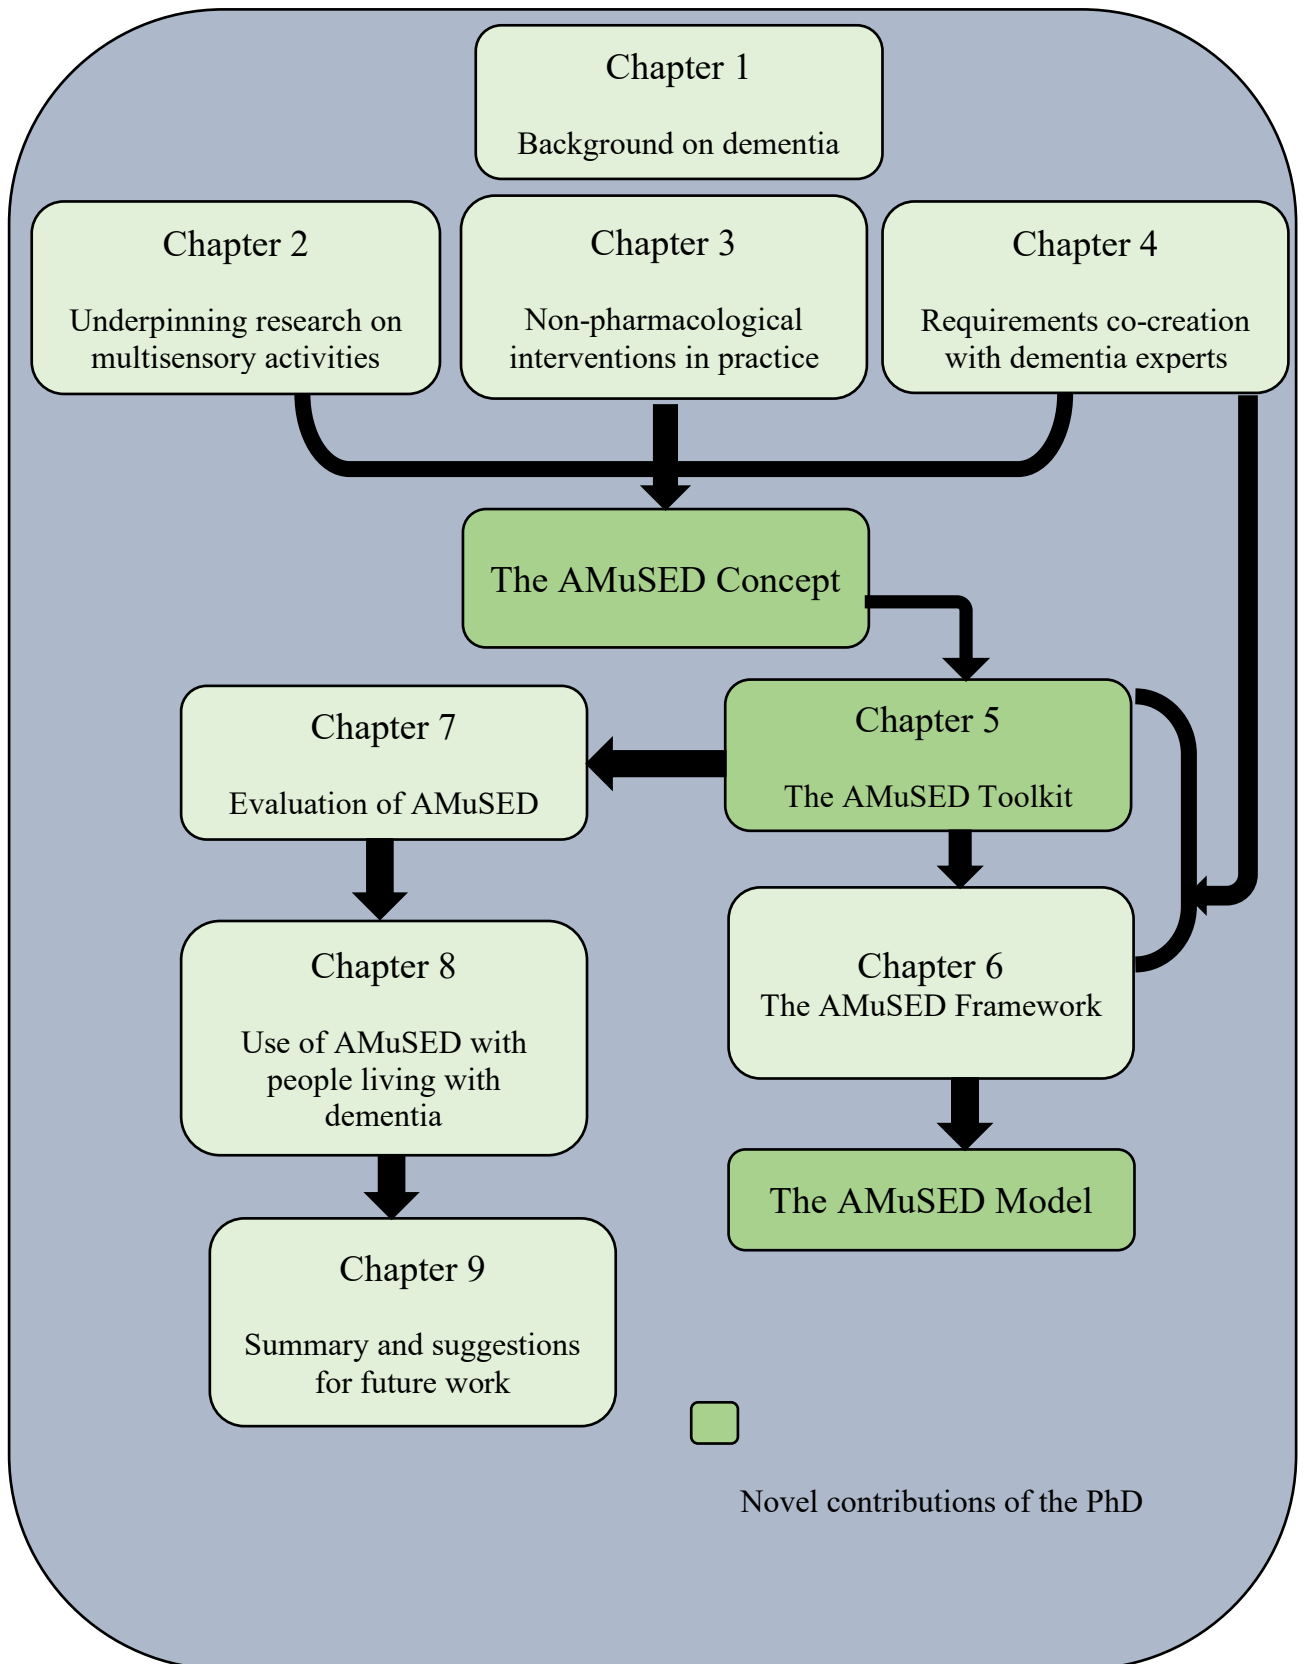 Chapter 1
Background on dementia
Chapter 2
Underpinning research on
multisensory activities
Chapter 3
Non-pharmacological
interventions in practice
Chapter 4
Requirements co-creation
with dementia experts
The AMuSED Concept
Chapter 5
The AMuSED Toolkit
Chapter 7
Evaluation of AMuSED
Chapter 6
The AMuSED Framework
Chapter 8
Use of AMuSED with
people living with
dementia
The AMuSED Model
Chapter 9
Summary and suggestions
for future work
Novel contributions of the PhD